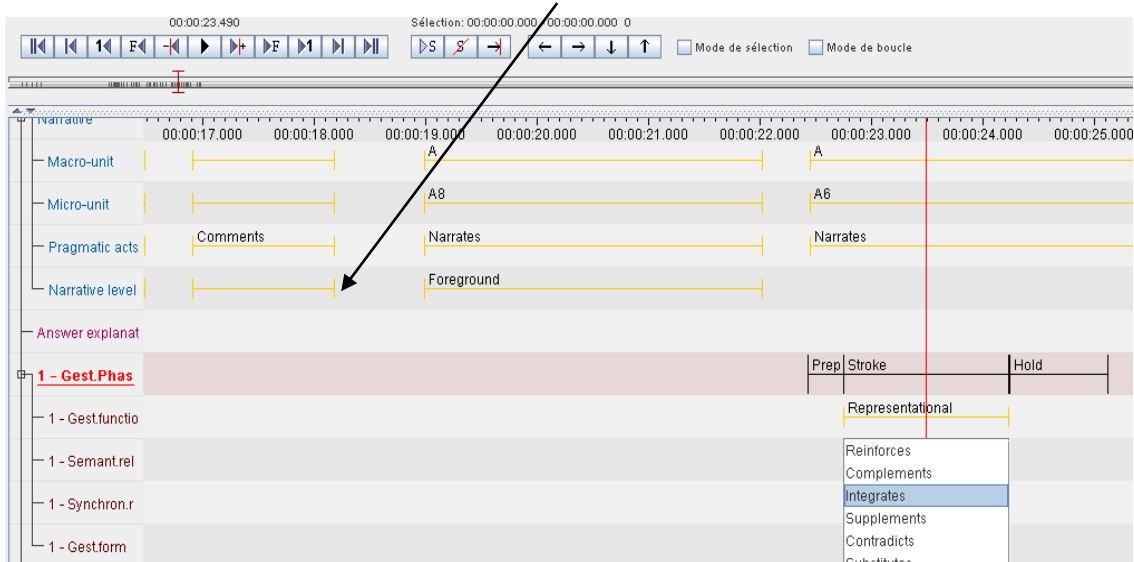 00:00:23.490 Sélection: 00:00:00.000 - 00:00:00.000 0
1 F - + F 1 S S Mode de sélection Mode de boucle
Narrative
00:00:17.000 00:00:18.000 00:00:19.000 00:00:20.000 00:00:21.000 00:00:22.000 00:00:23.000 00:00:24.000 00:00:25.000
Macro-unit A A
Micro-unit A8 A6
Pragmatic acts Comments Narrates Narrates
Narrative level Foreground
Answer explanat
1 - Gest.Phas Prep Stroke Hold
1 - Gest.functio Representational
1 - Semant.rel Reinforces
Complements
1 - Synchron.r Integrates
Supplements
1 - Gest.form Contradicts
Substitutes